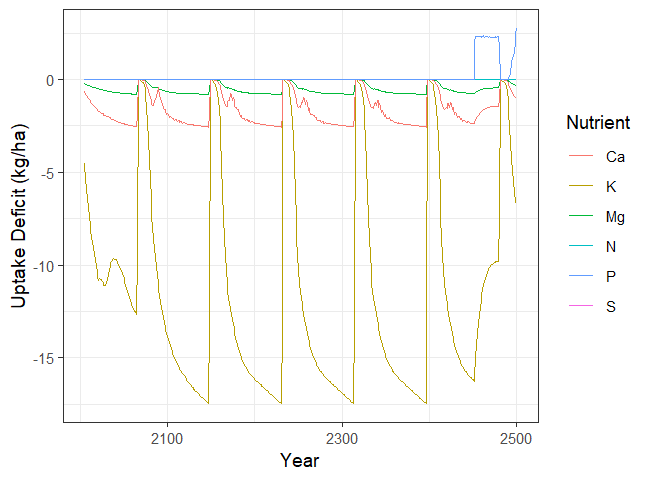 0
-5
-10
-15
Uptake Deficit (kg/ha)
2100
2300
2500
Year
Nutrient
Ca
K
Mg
N
P
S